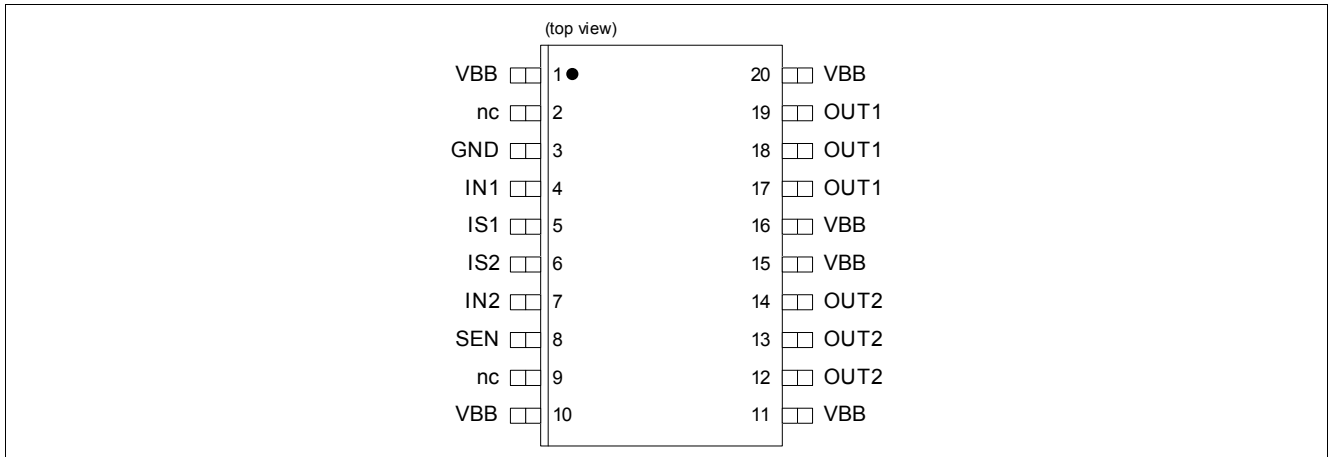 (top view)
VBB 1 20 VBB
nc 2 19 OUT1
GND 3 18 OUT1
IN1 4 17 OUT1
IS1 5 16 VBB
IS2 6 15 VBB
IN2 7 14 OUT2
SEN 8 13 OUT2
nc 9 12 OUT2
VBB 10 11 VBB